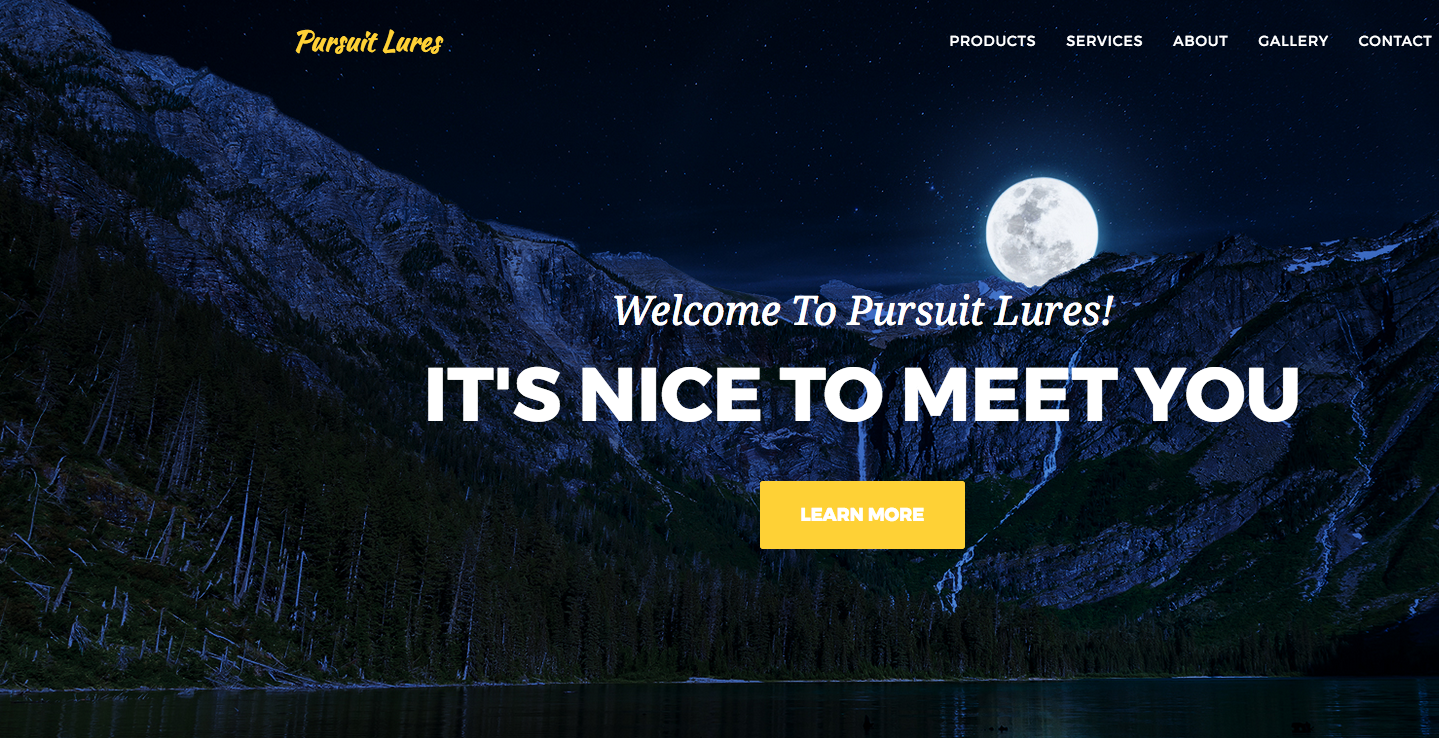 Pursuit Lures
PRODUCTS SERVICES ABOUT GALLERY CONTACT
Welcome To Pursuit Lures!
IT'S NICE TO MEET YOU
LEARN MORE